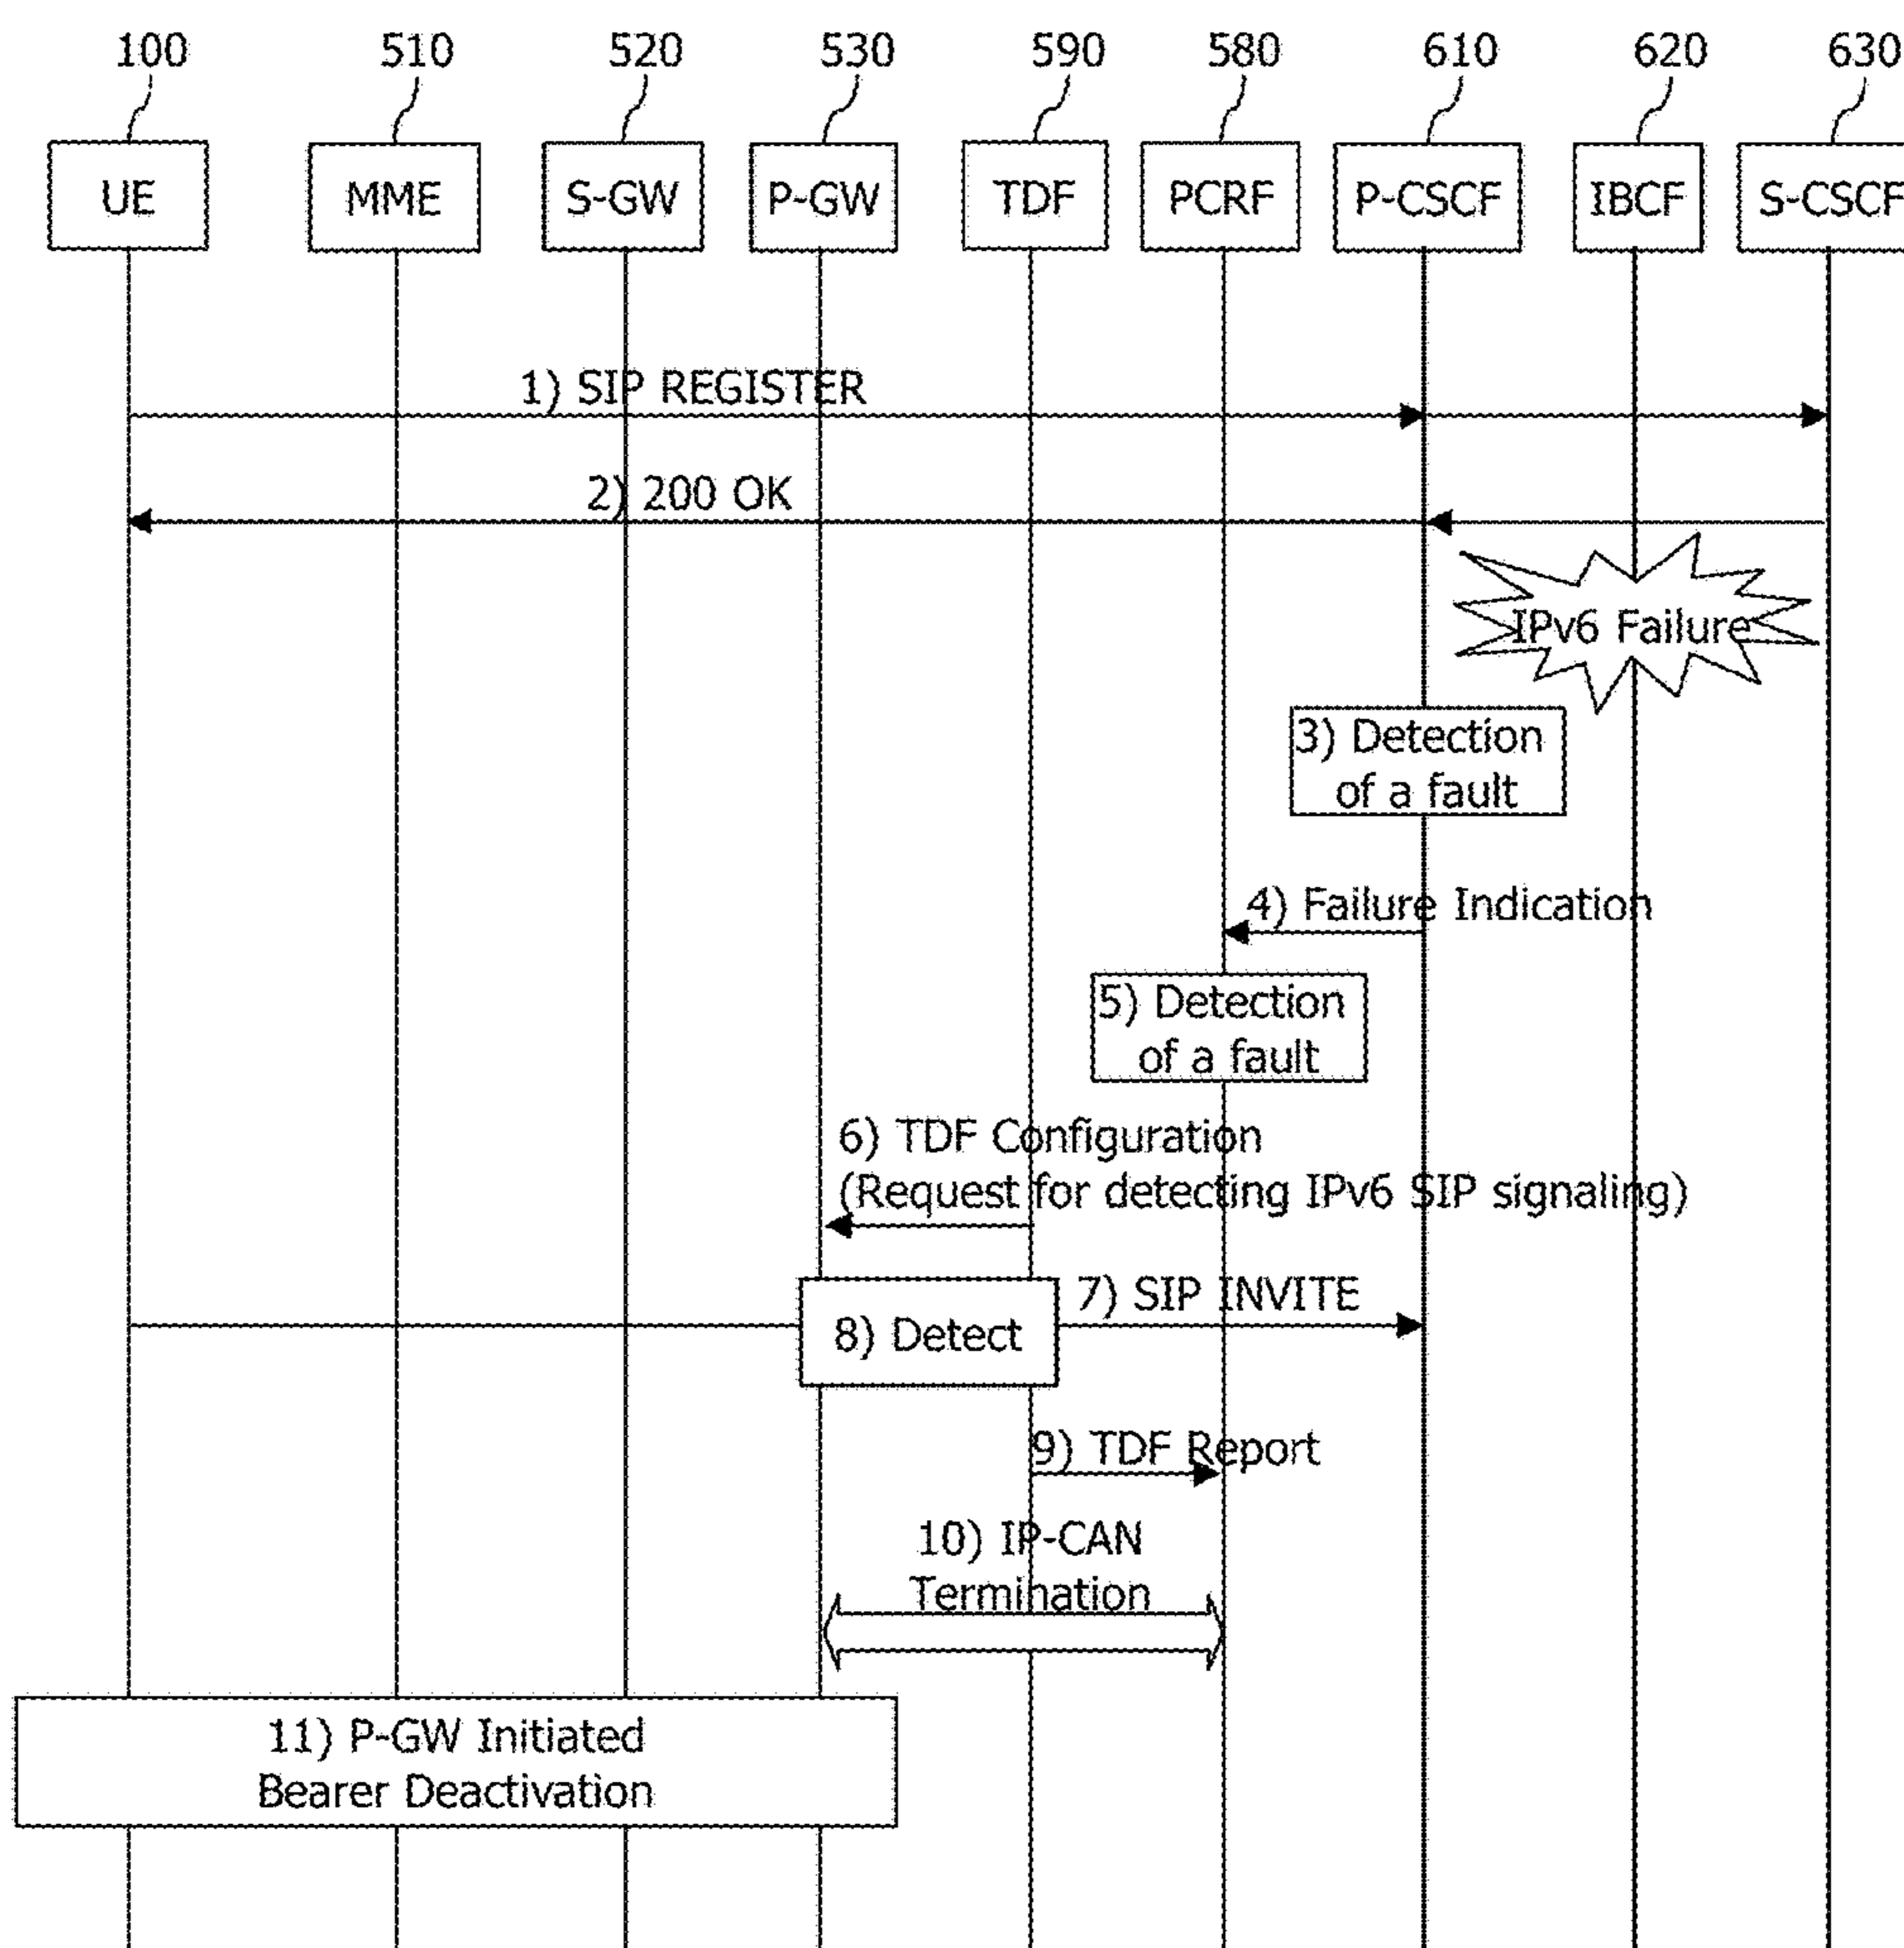 100 510 520 530 590 580 610 620 630
UE MME S-GW P-GW TDF PCRF P-CSCF IBCF S-CSCF
1) SIP REGISTER
2) 200 OK
IPv6 Failure
3) Detection
of a fault
4) Failure Indication
5) Detection
of a fault
6) TDF Configuration
(Request for detecting IPv6 SIP signaling)
7) SIP INVITE
8) Detect
9) TDF Report
10) IP-CAN
Termination
11) P-GW Initiated
Bearer Deactivation